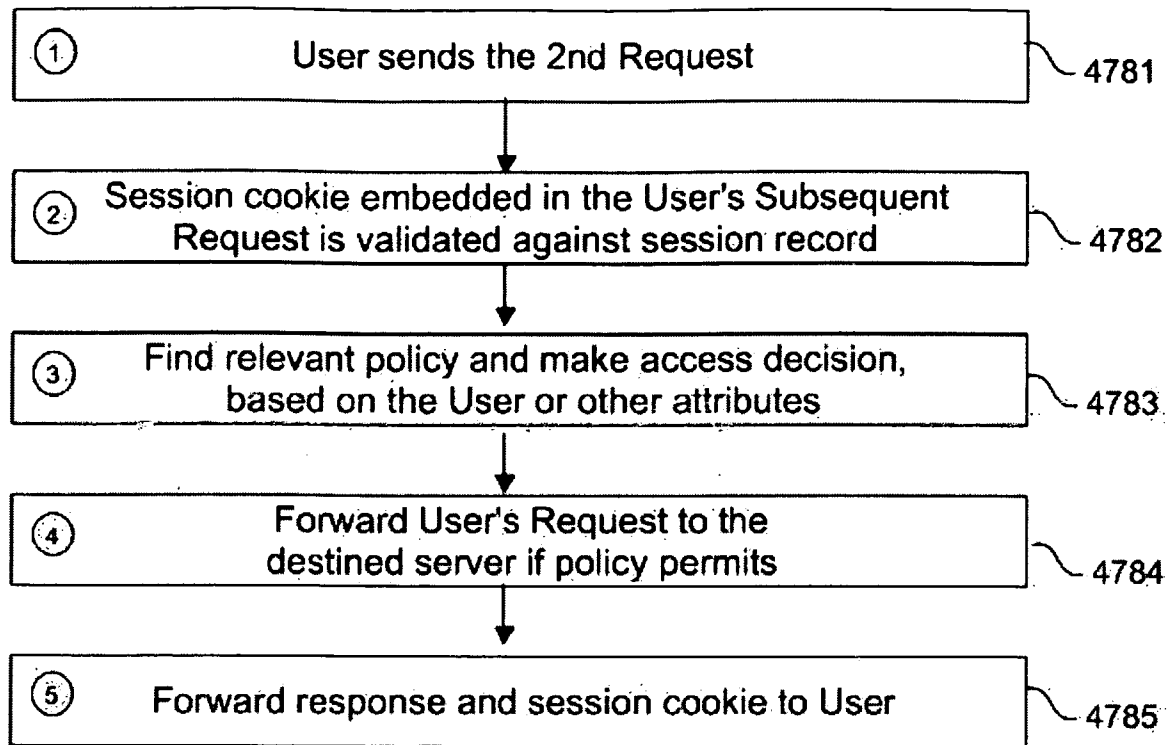 1 User sends the 2nd Request
4781
2 Session cookie embedded in the User's Subsequent
Request is validated against session record
4782
3 Find relevant policy and make access decision,
based on the User or other attributes
4783
4 Forward User's Request to the
destined server if policy permits
4784
5 Forward response and session cookie to User
4785